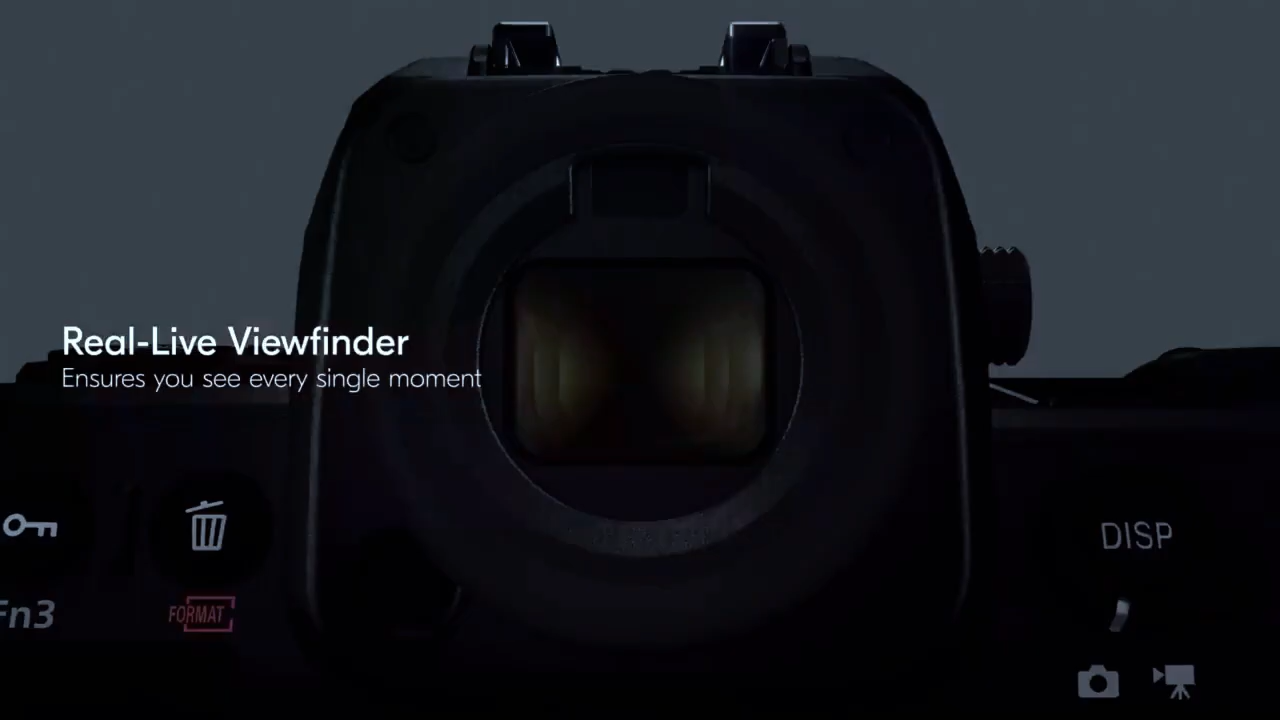 Real-Live Viewfinder
Ensures you see every single moment
DISP
Fn3
FORMAT